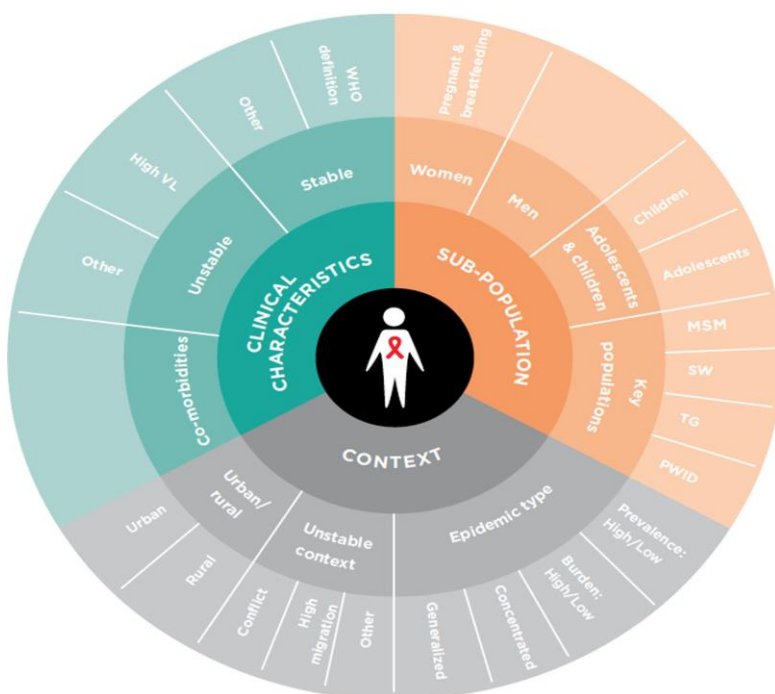 CLINICAL
CHARACTERISTICS
Stable
WHO
definition
Other
Unstable
High VL
Other
Co-morbidities
SUB-POPULATION
Women
Pregnant &
breastfeeding
Men
Adolescents
& children
Children
Adolescents
Key
populations
MSM
SW
TG
PWID
CONTEXT
Urban/
rural
Urban
Rural
Unstable
context
Conflict
High
migration
Other
Epidemic type
Generalized
Concentrated
Burden:
High/Low
Prevalence:
High/Low